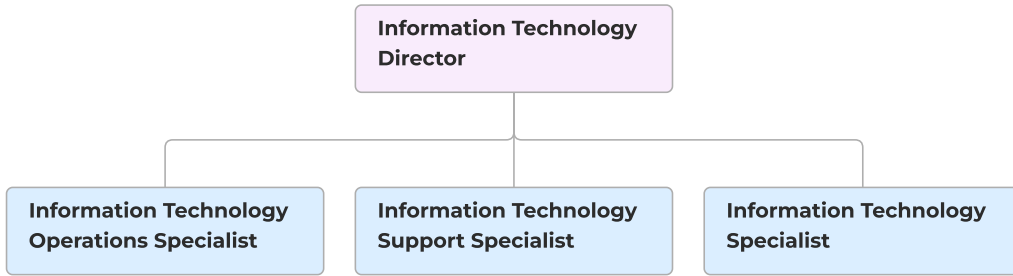 Information Technology
Director
Information Technology
Operations Specialist
Information Technology
Support Specialist
Information Technology
Specialist